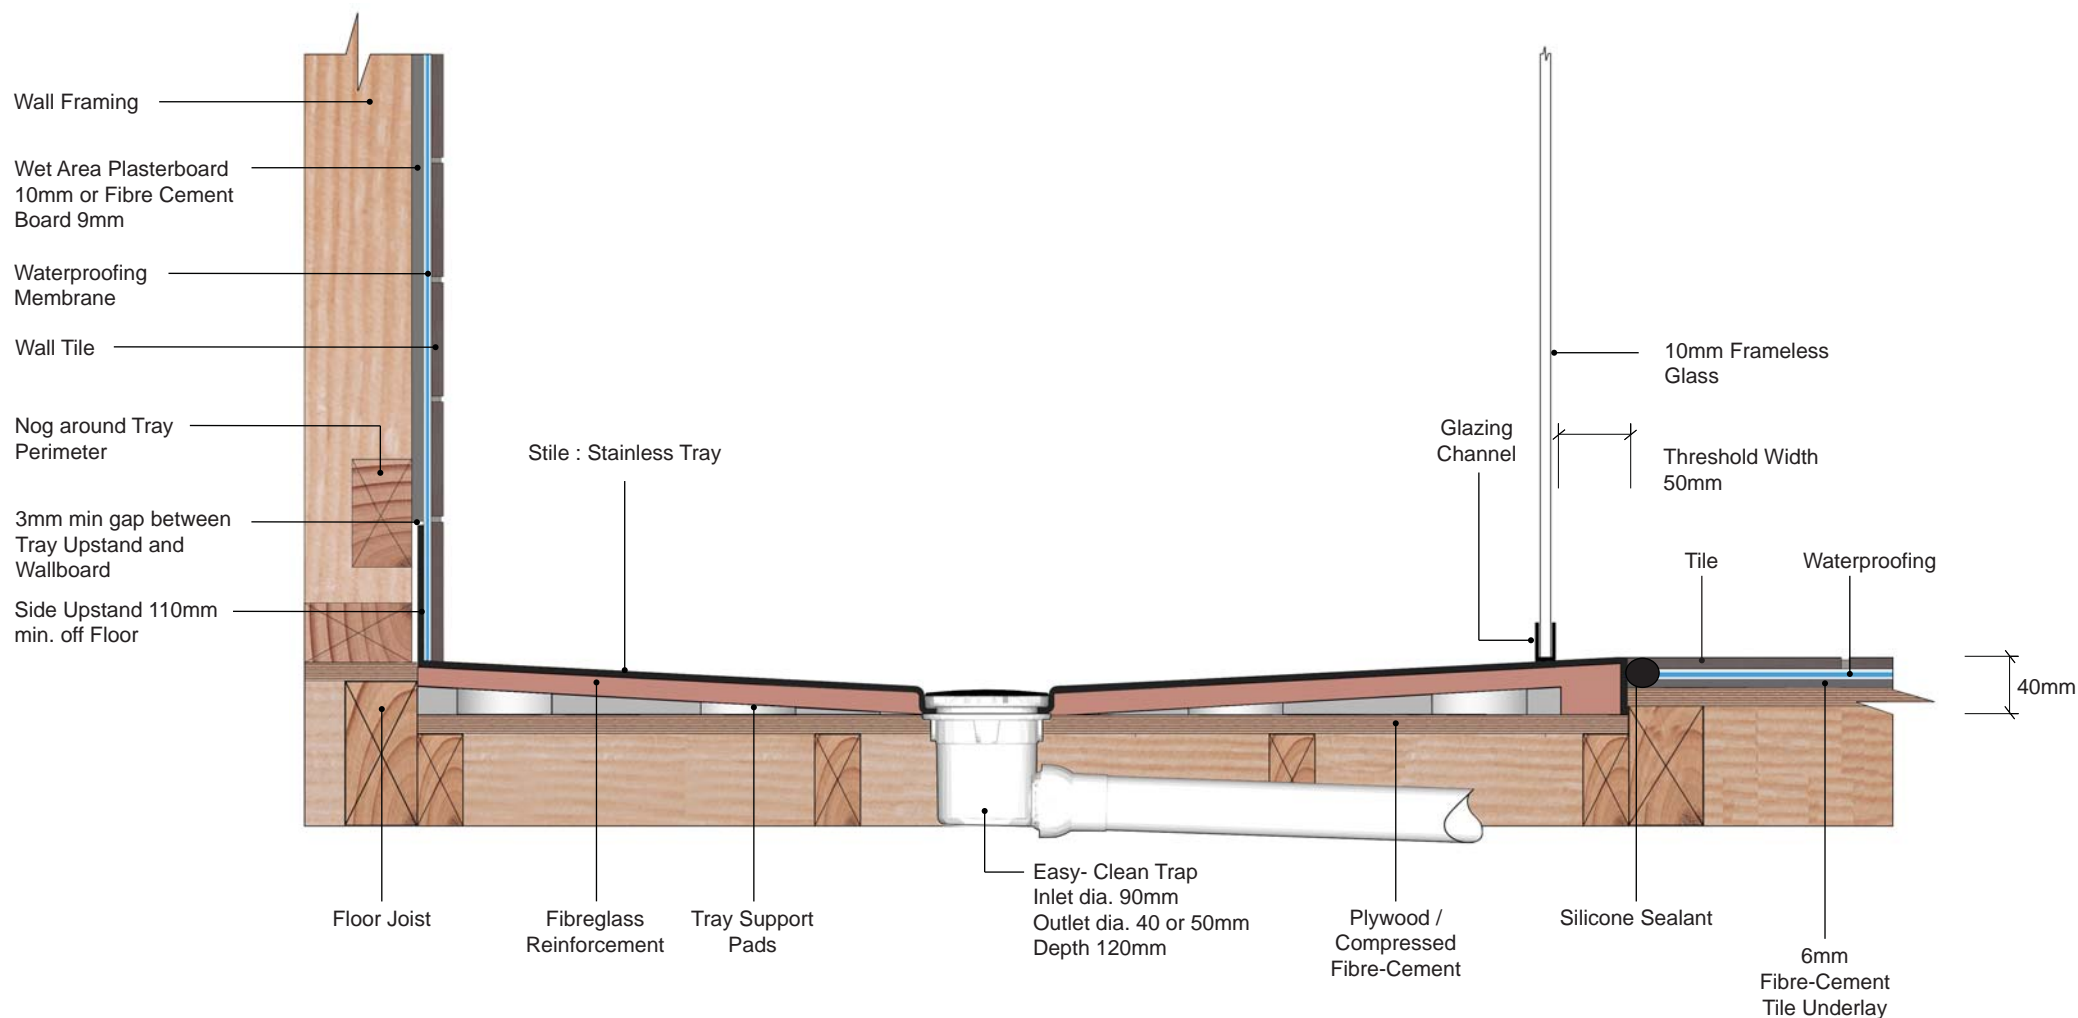 Wall Framing
Wet Area Plasterboard
10mm or Fibre Cement
Board 9mm
Waterproofing
Membrane
Wall Tile
Nog around Tray
Perimeter
3mm min gap between
Tray Upstand and
Wallboard
Side Upstand 110mm
min. off Floor
Stile : Stainless Tray
Glazing
Channel
10mm Frameless
Glass
Threshold Width
50mm
Tile
Waterproofing
40mm
Floor Joist
Fibreglass
Reinforcement
Tray Support
Pads
Easy- Clean Trap
Inlet dia. 90mm
Outlet dia. 40 or 50mm
Depth 120mm
Plywood /
Compressed
Fibre-Cement
Silicone Sealant
6mm
Fibre-Cement
Tile Underlay